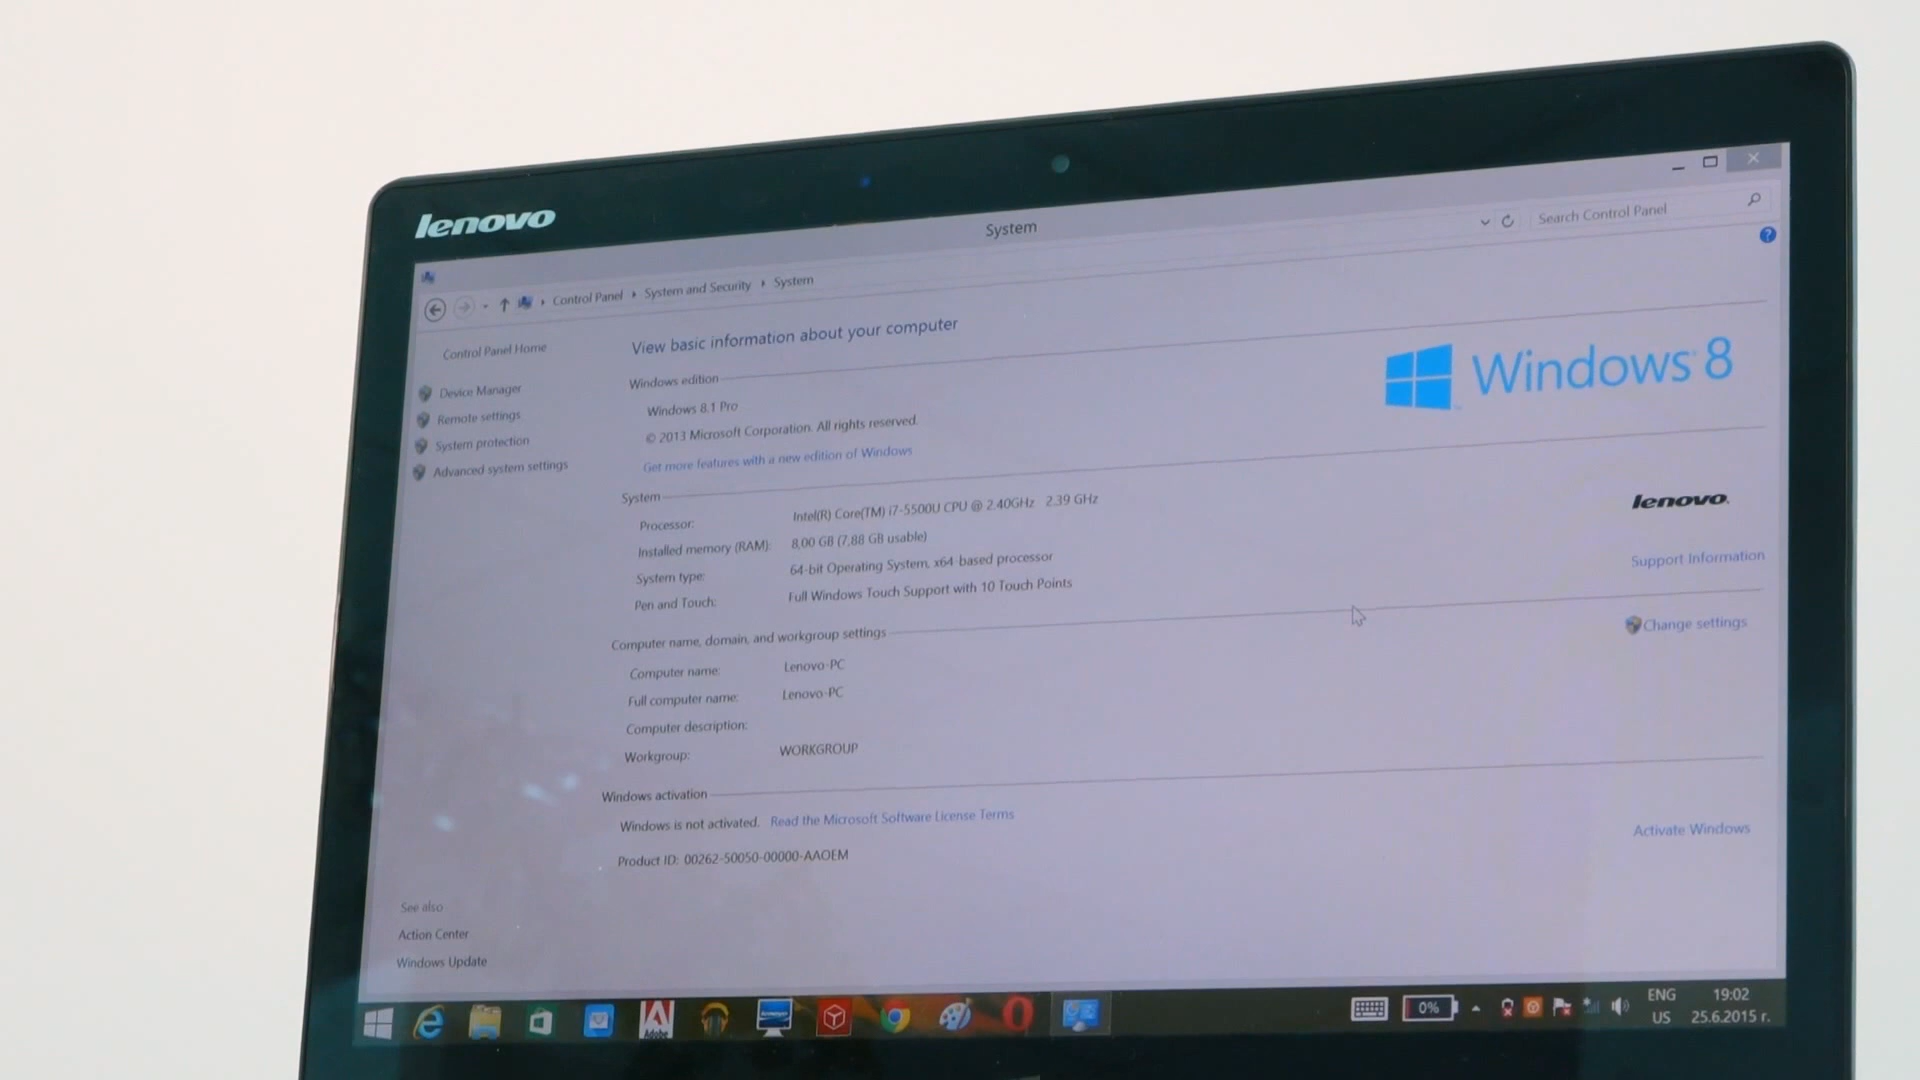 lenovo
System
Control Panel System and Security System
Search Control Panel
Control Panel Home
Device Manager
Remote settings
System protection
Advanced system settings
View basic information about your computer
Windows edition
Windows 8.1 Pro
© 2013 Microsoft Corporation. All rights reserved.
Get more features with a new edition of Windows
Windows 8
System
Processor: Intel(R) Core(TM) i7-5500U CPU @ 2.40GHz 2.39 GHz
Installed memory (RAM): 8,00 GB (7,88 GB usable)
System type: 64-bit Operating System, x64-based processor
Pen and Touch: Full Windows Touch Support with 10 Touch Points
lenovo
Support Information
Computer name, domain, and workgroup settings
Computer name: Lenovo-PC
Full computer name: Lenovo-PC
Computer description:
Workgroup: WORKGROUP
Change settings
Windows activation
Windows is not activated. Read the Microsoft Software License Terms
Product ID: 00262-50050-00000-AAOEM
Activate Windows
See also
Action Center
Windows Update
Adobe
lenovo
0%
ENG
US
19:02
25.6.2015 г.